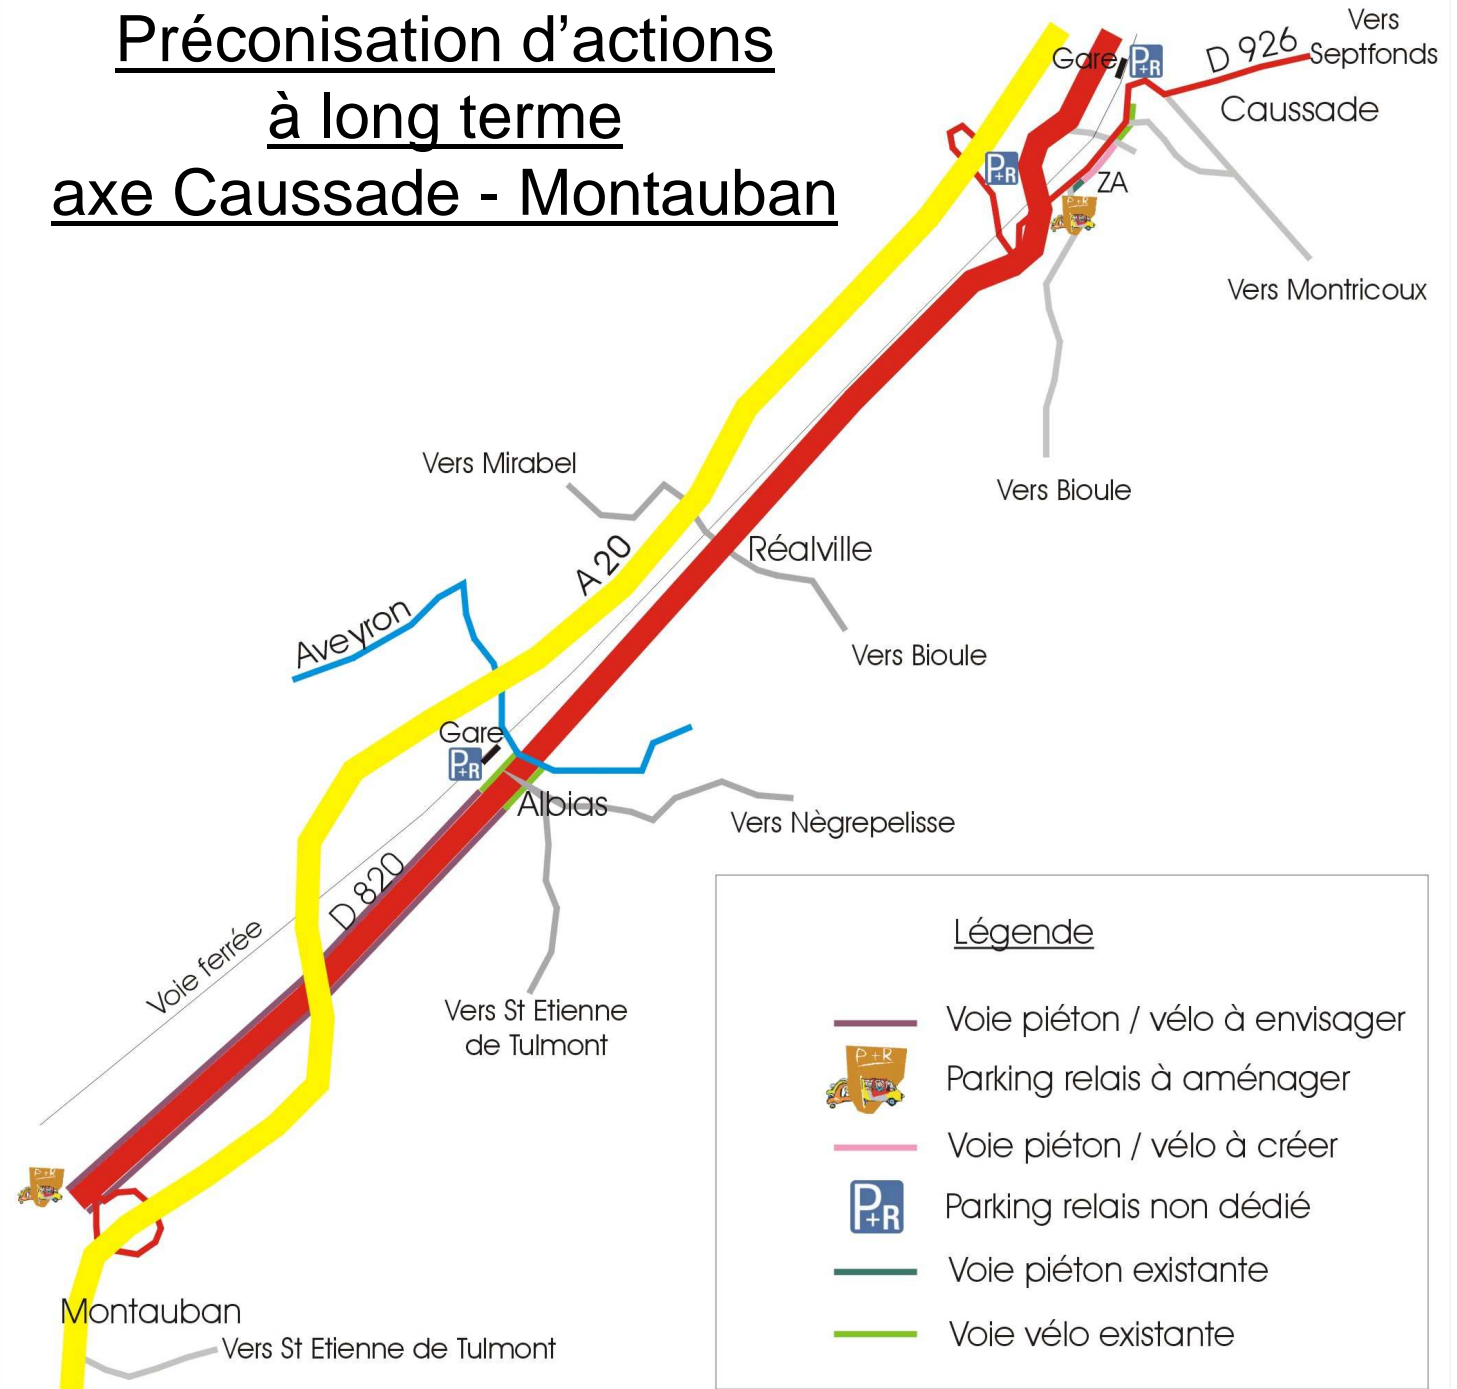 Préconisation d'actions
à long terme
axe Caussade - Montauban
Vers
Septfonds
D 926
Gare
P+R
Caussade
P+R
ZA
P+R
Vers Montricoux
Vers Mirabel
Vers Bioule
A 20
Réalville
Aveyron
Vers Bioule
Gare
P+R
Albias
Vers Nègrepelisse
D 820
Voie ferrée
Vers St Etienne
de Tulmont
P+R
Montauban
Vers St Etienne de Tulmont
Légende
Voie piéton / vélo à envisager
P+R
Parking relais à aménager
Voie piéton / vélo à créer
P+R
Parking relais non dédié
Voie piéton existante
Voie vélo existante